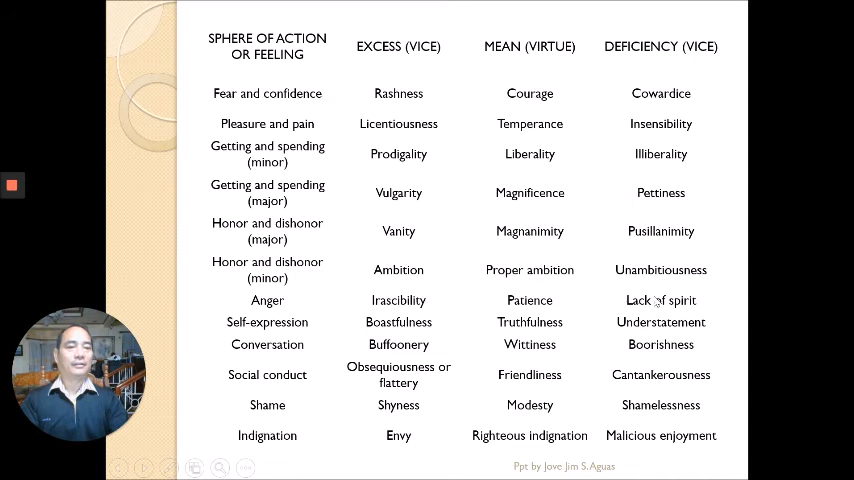 SPHERE OF ACTION
OR FEELING
EXCESS (VICE)
MEAN (VIRTUE)
DEFICIENCY (VICE)
Fear and confidence
Rashness
Courage
Cowardice
Pleasure and pain
Licentiousness
Temperance
Insensibility
Getting and spending
(minor)
Prodigality
Liberality
Illiberality
Getting and spending
(major)
Vulgarity
Magnificence
Pettiness
Honor and dishonor
(major)
Vanity
Magnanimity
Pusillanimity
Honor and dishonor
(minor)
Ambition
Proper ambition
Unambitiousness
Anger
Irascibility
Patience
Lack of spirit
Self-expression
Boastfulness
Truthfulness
Understatement
Conversation
Buffoonery
Wittiness
Boorishness
Social conduct
Obsequiousness or
flattery
Friendliness
Cantankerousness
Shame
Shyness
Modesty
Shamelessness
Indignation
Envy
Righteous indignation
Malicious enjoyment
Ppt by Jove Jim S. Aguas